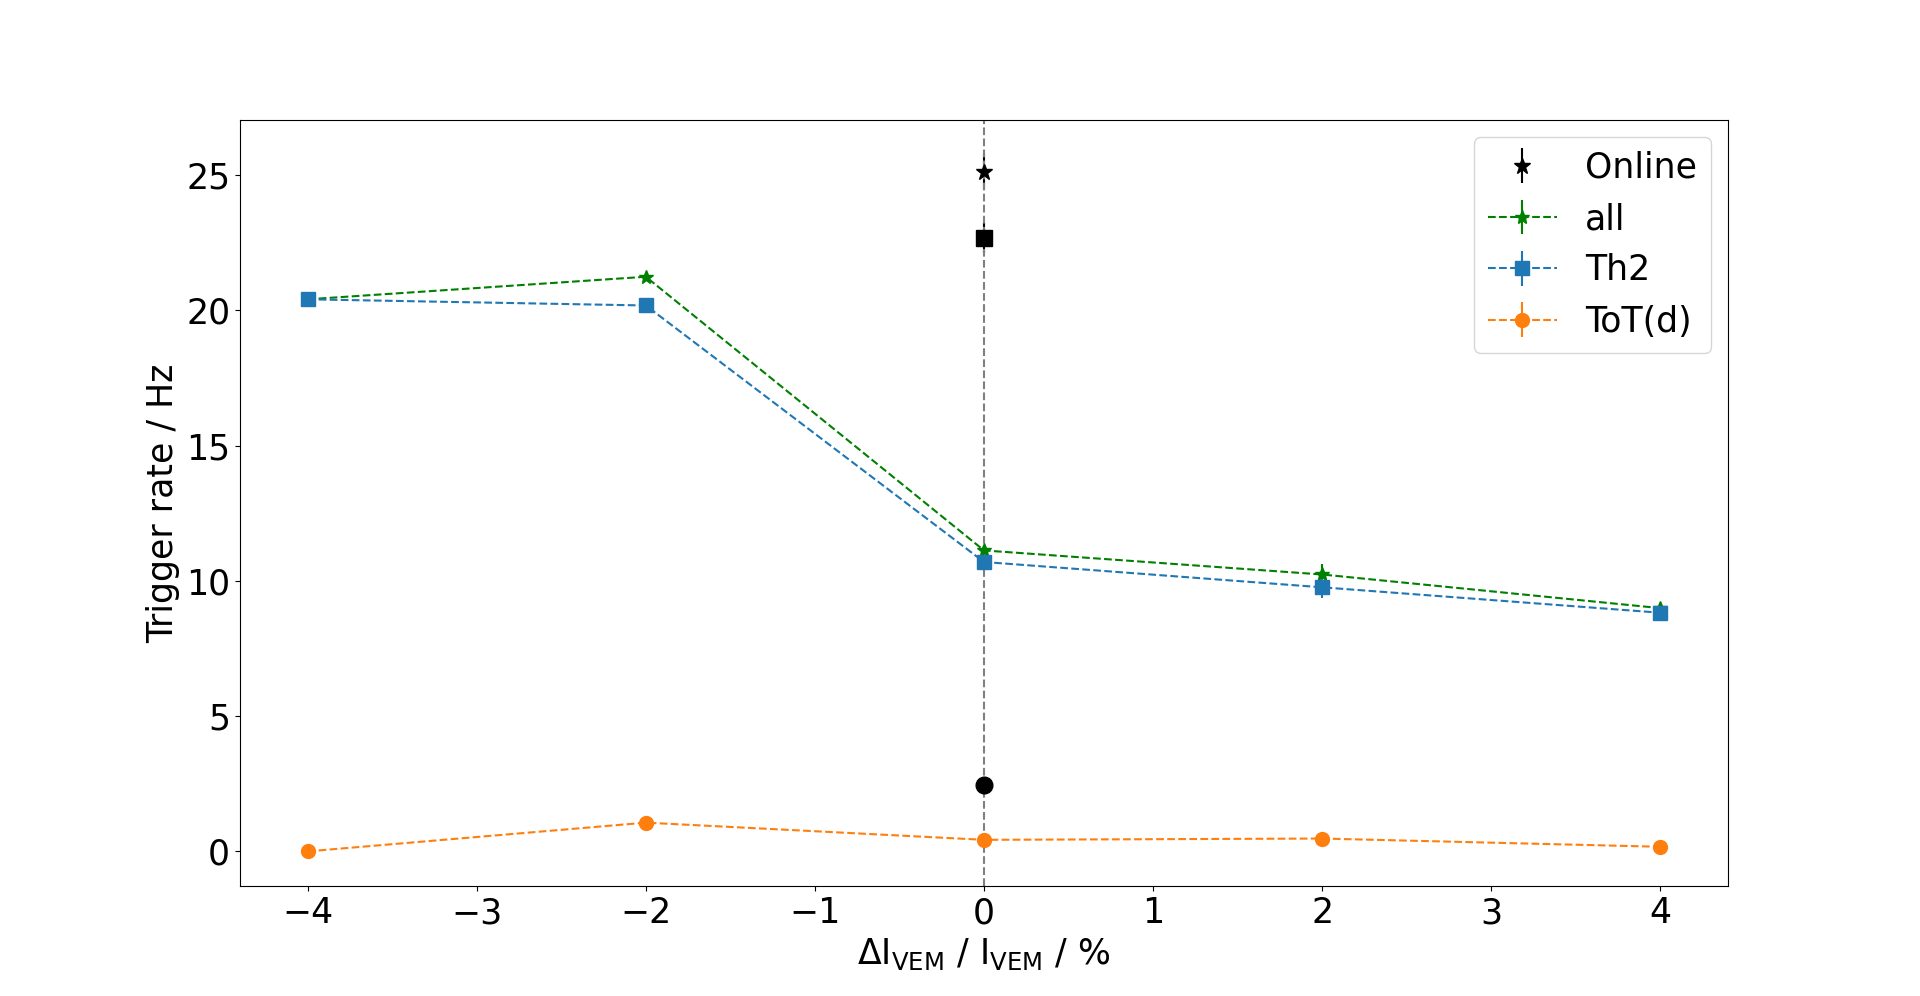 Online
all
Th2
ToT(d)
25
20
15
10
5
0
Trigger rate / Hz
−4 −3 −2 −1 0 1 2 3 4
ΔI_VEM / I_VEM / %